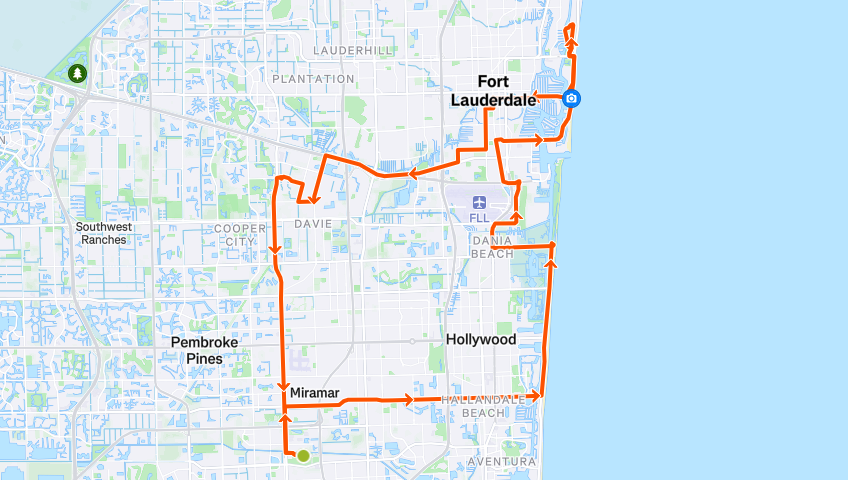 LAUDERHILL
PLANTATION
Fort
Lauderdale
Southwest
Ranches
COOPER
CITY
DAVIE
FLL
DANIA
BEACH
Pembroke
Pines
Hollywood
Miramar
HALLANDALE
BEACH
AVENTURA